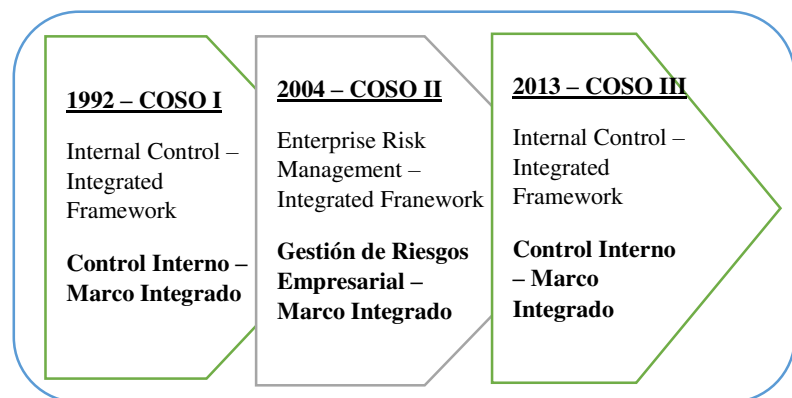 1992 – COSO I
Internal Control –
Integrated
Framework
Control Interno –
Marco Integrado
2004 – COSO II
Enterprise Risk
Management –
Integrated Franework
Gestión de Riesgos
Empresarial –
Marco Integrado
2013 – COSO III
Internal Control –
Integrated
Framework
Control Interno
– Marco
Integrado